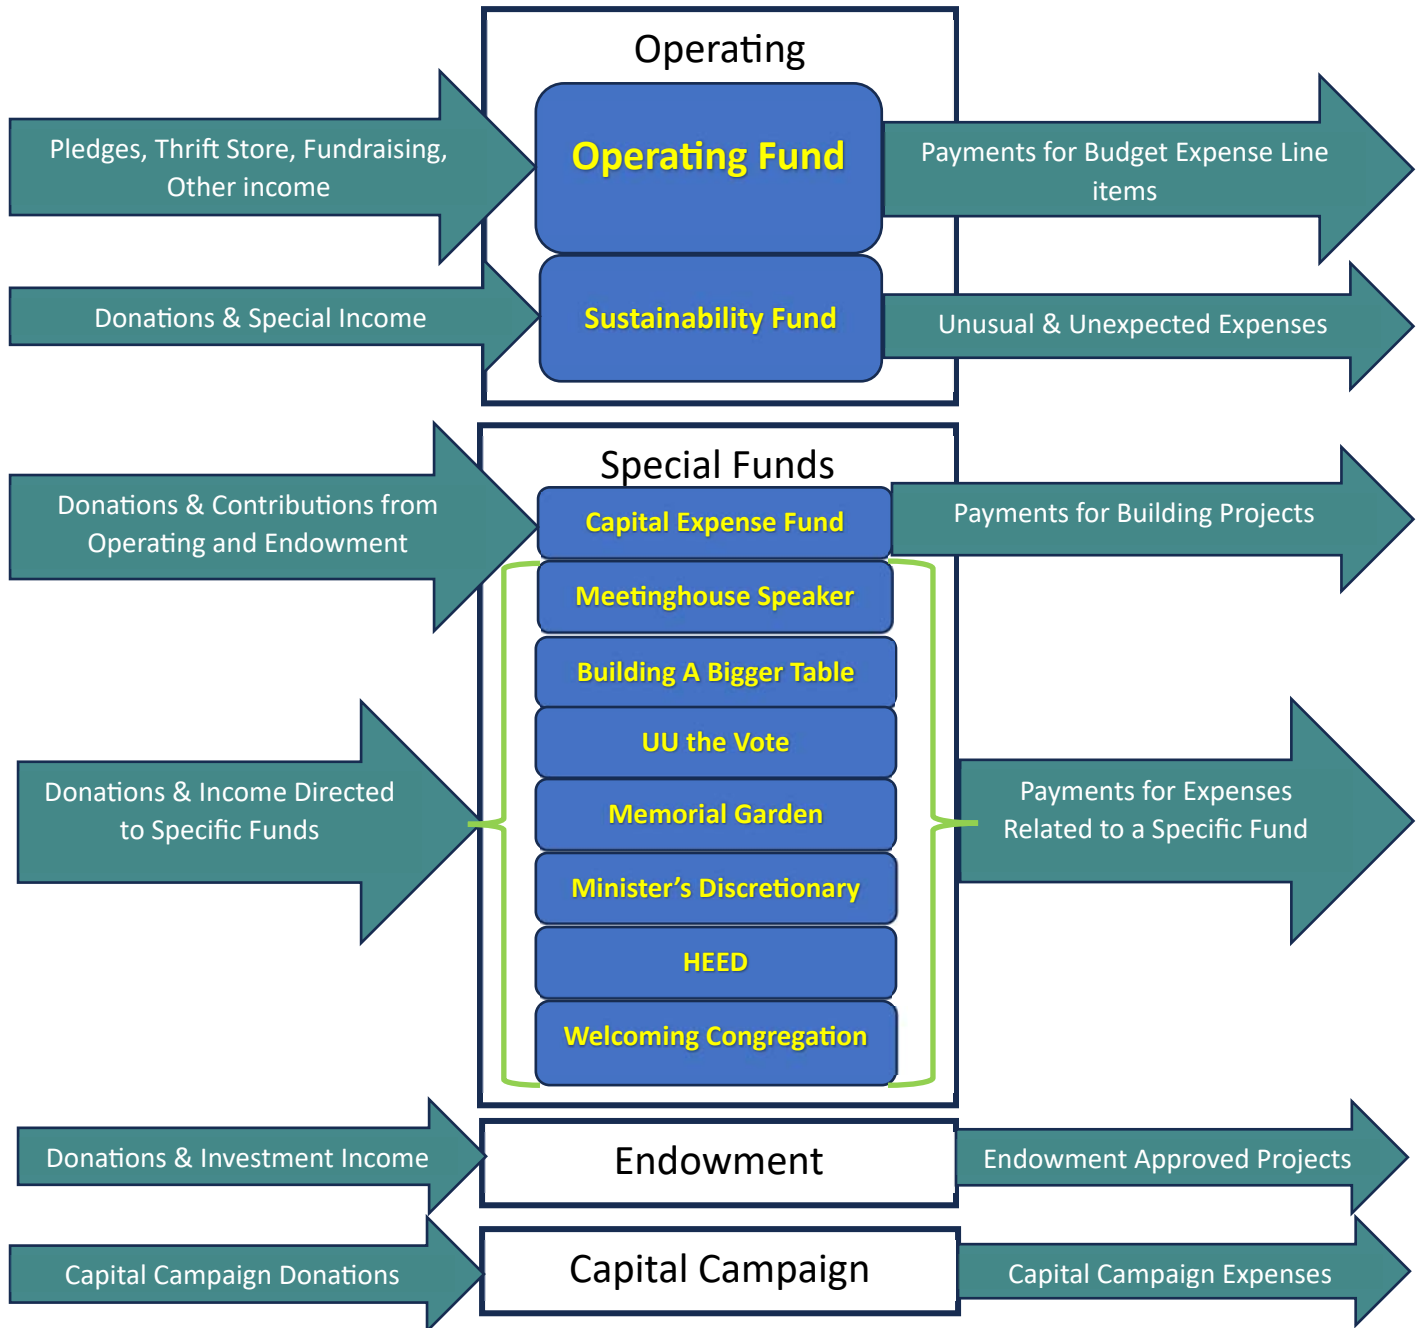 Operating
Pledges, Thrift Store, Fundraising,
Other income
Operating Fund
Payments for Budget Expense Line
items
Donations & Special Income
Sustainability Fund
Unusual & Unexpected Expenses
Special Funds
Donations & Contributions from
Operating and Endowment
Capital Expense Fund
Payments for Building Projects
Meetinghouse Speaker
Building A Bigger Table
UU the Vote
Memorial Garden
Minister’s Discretionary
HEED
Welcoming Congregation
Donations & Income Directed
to Specific Funds
Payments for Expenses
Related to a Specific Fund
Donations & Investment Income
Endowment
Endowment Approved Projects
Capital Campaign Donations
Capital Campaign
Capital Campaign Expenses